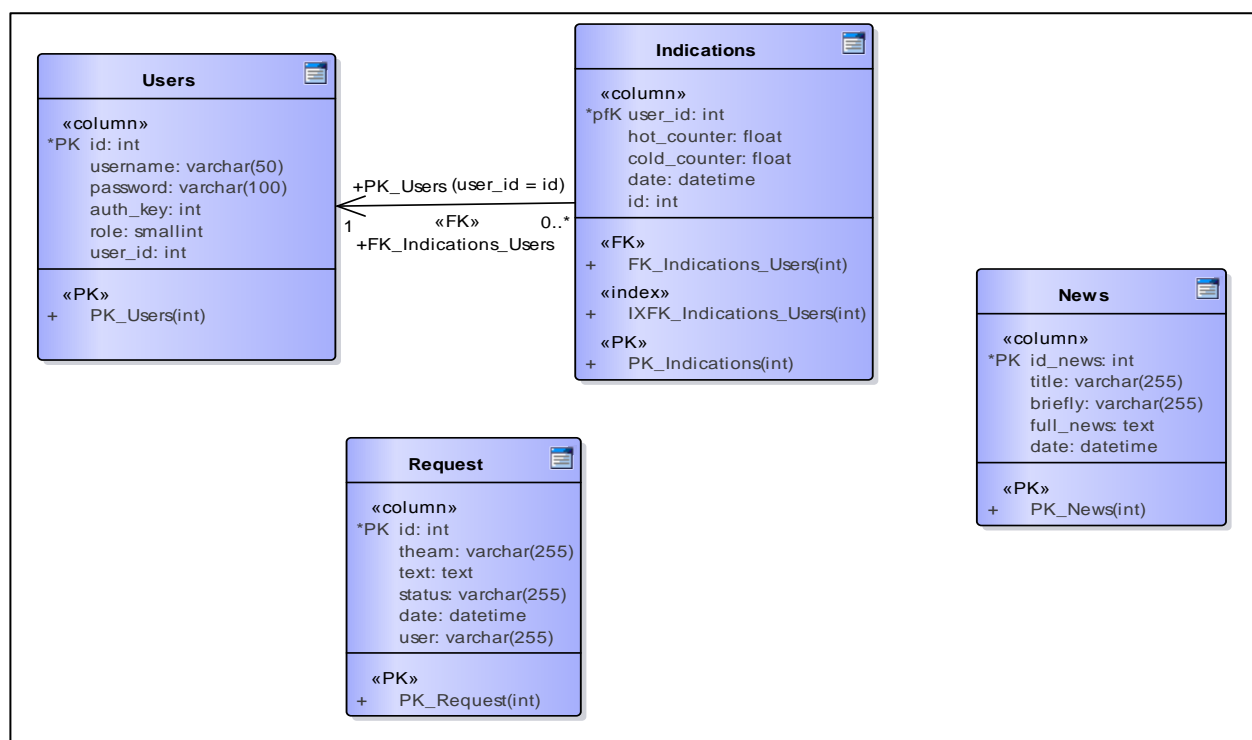 Users
«column»
*PK id: int
username: varchar(50)
password: varchar(100)
auth_key: int
role: smallint
user_id: int
«PK»
+ PK_Users(int)
+PK_Users (user_id = id)
1 «FK» 0..*
+FK_Indications_Users
Indications
«column»
*pfK user_id: int
hot_counter: float
cold_counter: float
date: datetime
id: int
«FK»
+ FK_Indications_Users(int)
«index»
+ IXFK_Indications_Users(int)
«PK»
+ PK_Indications(int)
News
«column»
*PK id_news: int
title: varchar(255)
briefly: varchar(255)
full_news: text
date: datetime
«PK»
+ PK_News(int)
Request
«column»
*PK id: int
theam: varchar(255)
text: text
status: varchar(255)
date: datetime
user: varchar(255)
«PK»
+ PK_Request(int)